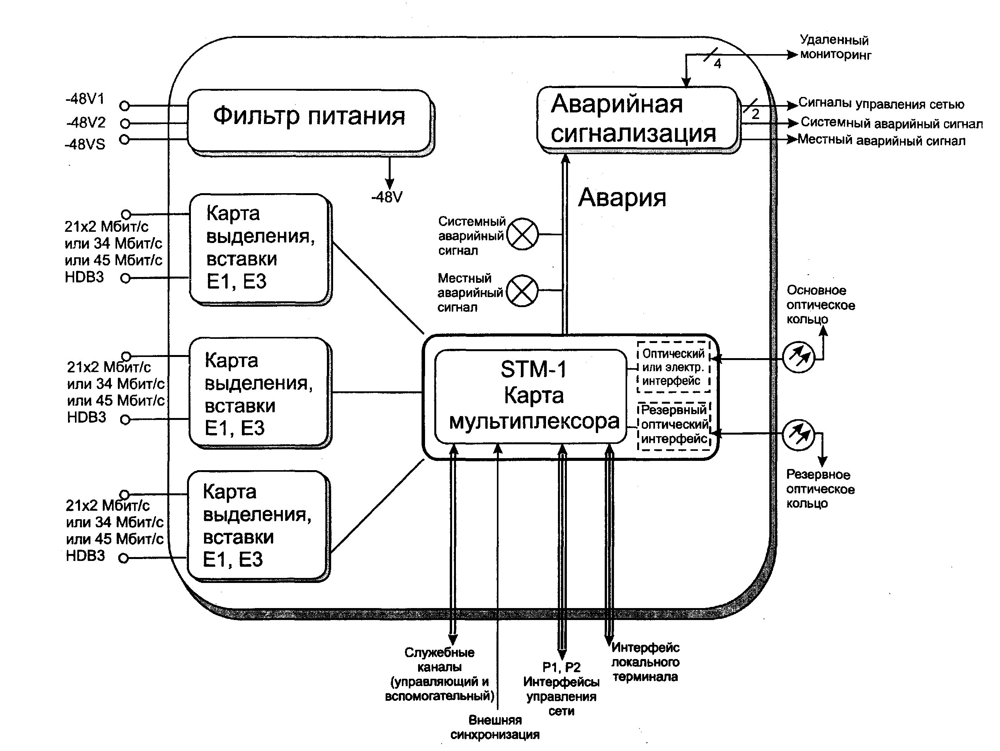 Удаленный
мониторинг
4
-48V1
-48V2
-48VS
Фильтр питания
-48V
Аварийная
сигнализация
2
Сигналы управления сетью
Системный аварийный сигнал
Местный аварийный сигнал
Авария
Системный
аварийный
сигнал
Местный
аварийный
сигнал
21x2 Мбит/с
или 34 Мбит/с
или 45 Мбит/с
HDB3
Карта
выделения,
вставки
E1, E3
21x2 Мбит/с
или 34 Мбит/с
или 45 Мбит/с
HDB3
Карта
выделения,
вставки
E1, E3
21x2 Мбит/с
или 34 Мбит/с
или 45 Мбит/с
HDB3
Карта
выделения,
вставки
E1, E3
STM-1
Карта
мультиплексора
Оптический
или электр.
интерфейс
Резервный
оптический
интерфейс
Основное
оптическое
кольцо
Резервное
оптическое
кольцо
Служебные
каналы
(управляющий и
вспомогательный)
Внешняя
синхронизация
P1, P2
Интерфейсы
управления
сети
Интерфейс
локального
терминала